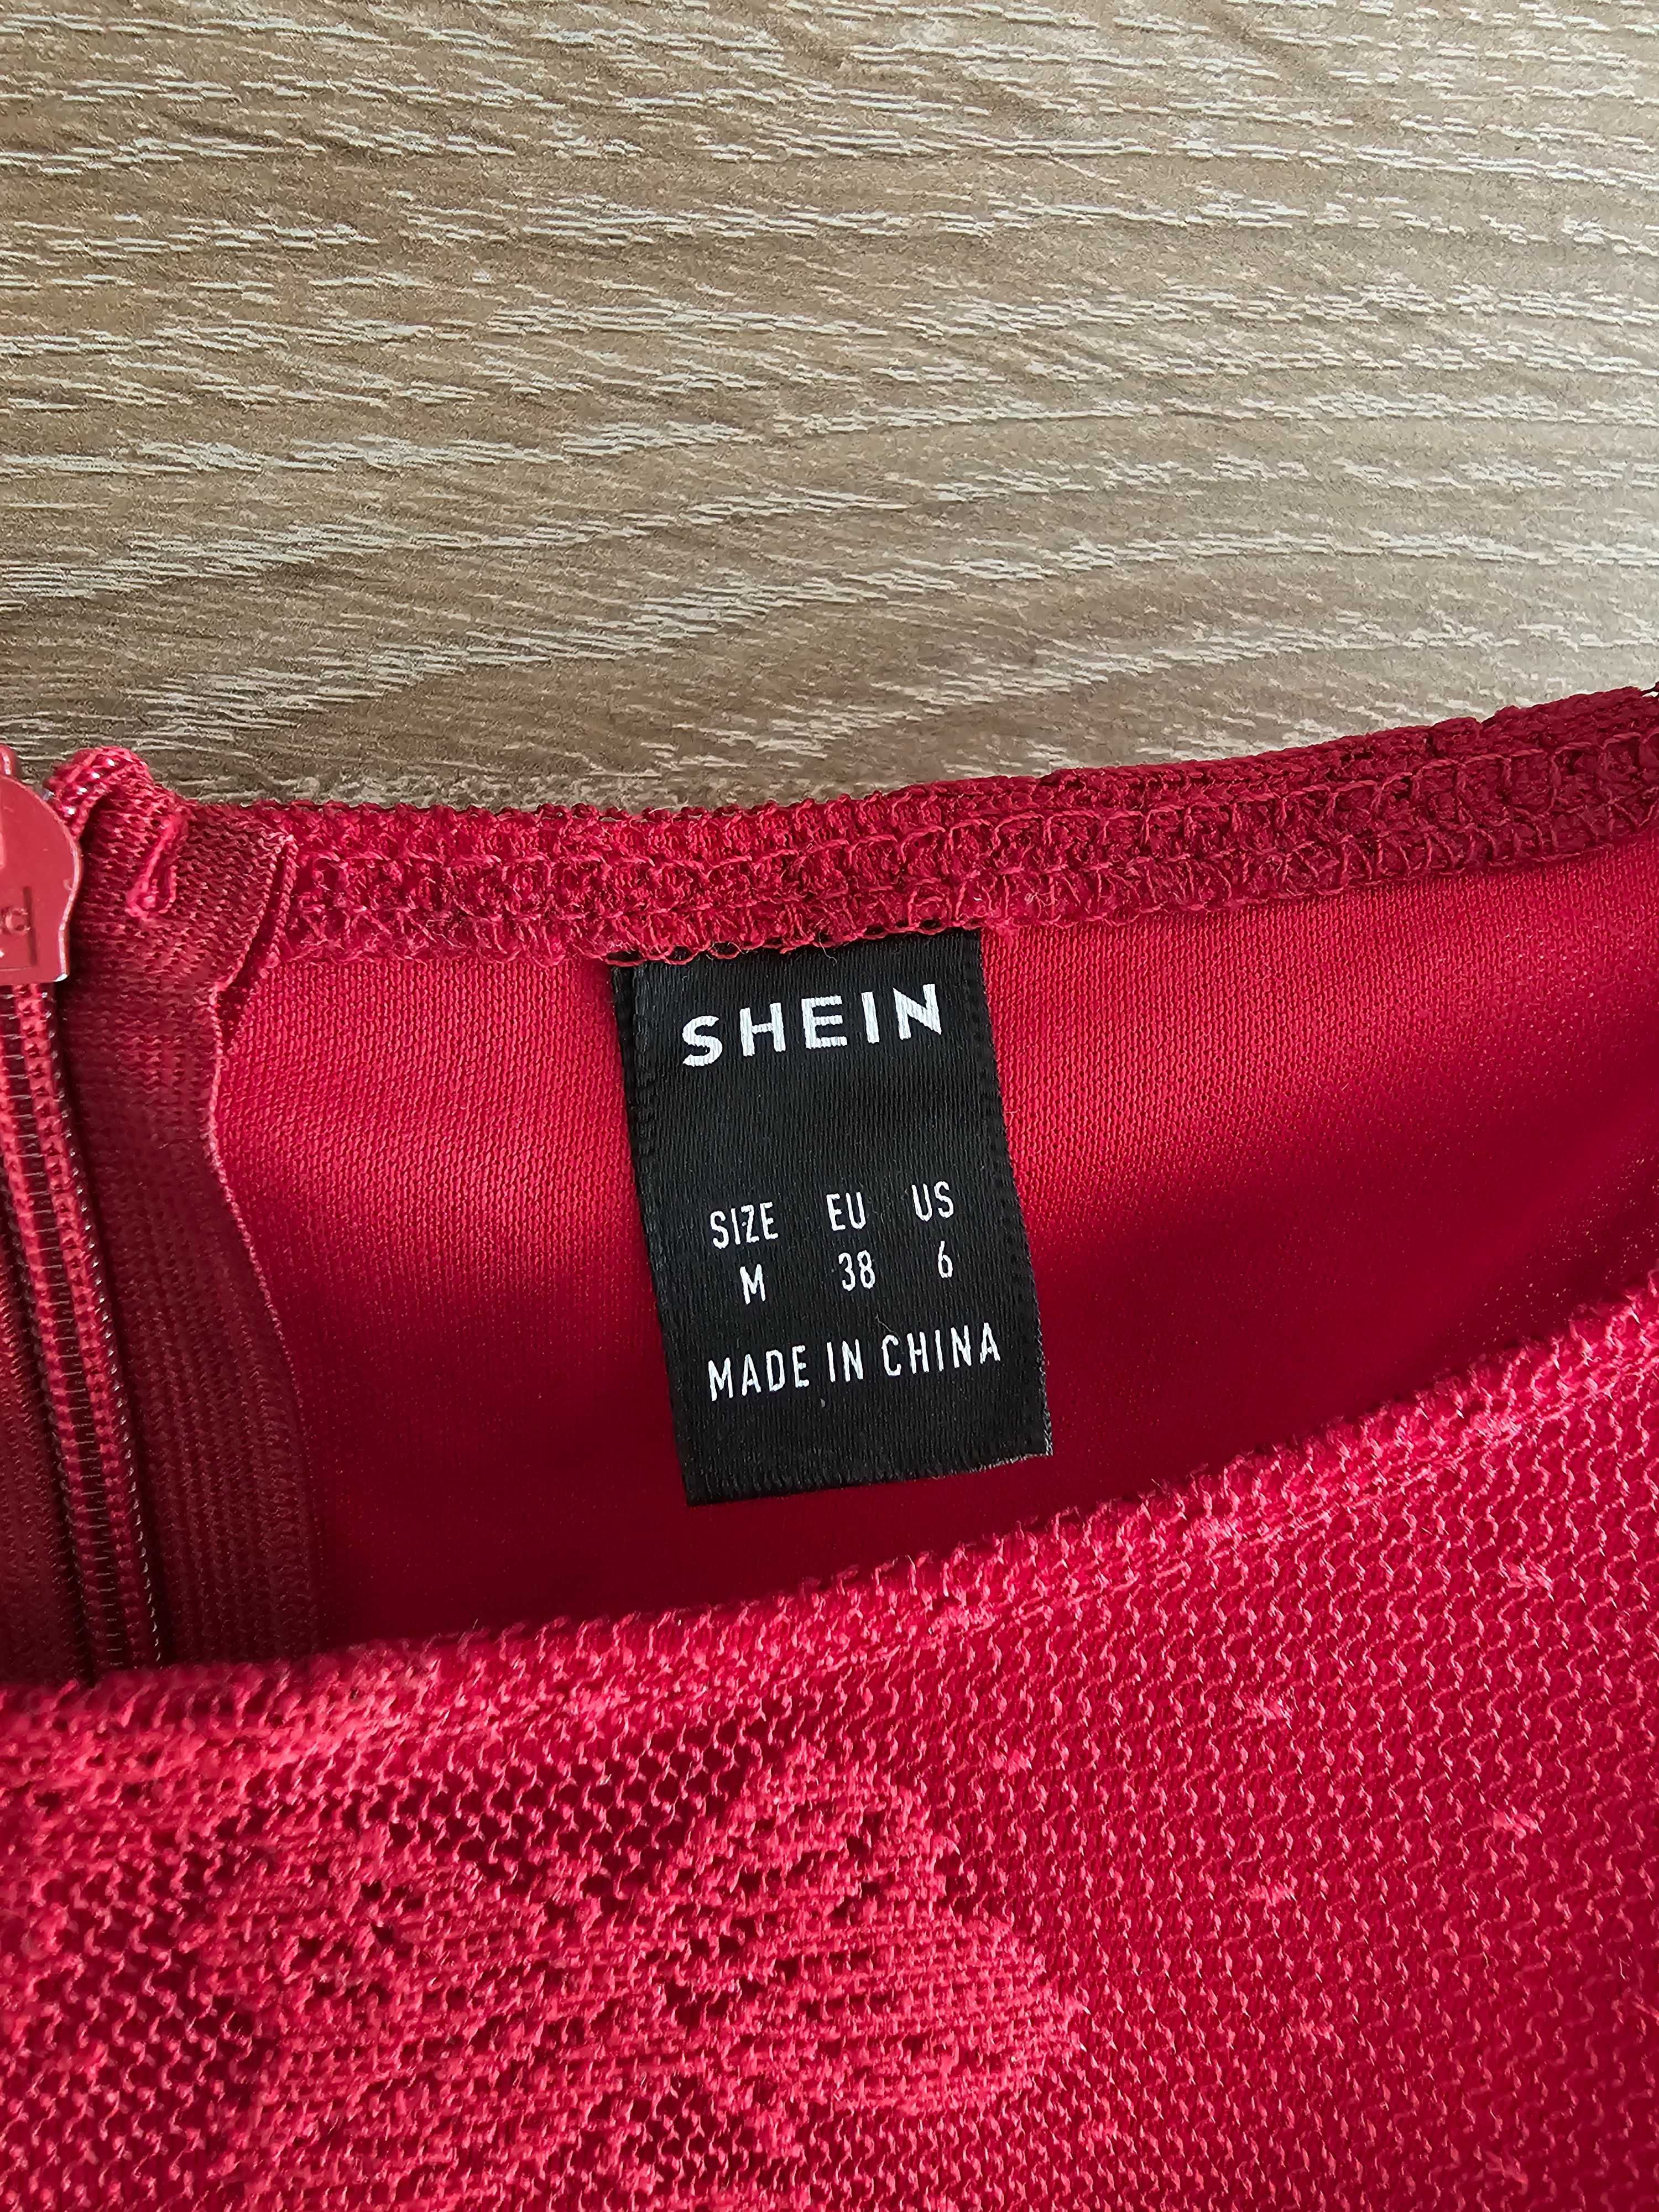 SHEIN
SIZE EU US
M 38 6
MADE IN CHINA